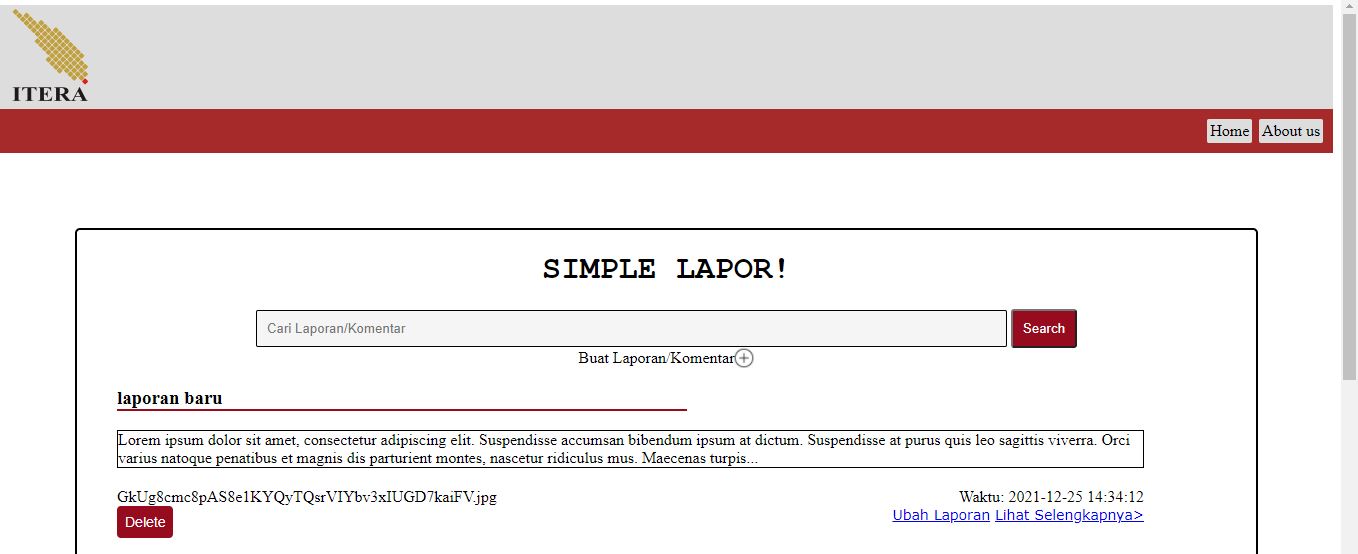 ITERA
Home About us
SIMPLE LAPOR!
Cari Laporan/Komentar Search
Buat Laporan/Komentar
laporan baru
Lorem ipsum dolor sit amet, consectetur adipiscing elit. Suspendisse accumsan bibendum ipsum at dictum. Suspendisse at purus quis leo sagittis viverra. Orci
varius natoque penatibus et magnis dis parturient montes, nascetur ridiculus mus. Maecenas turpis...
GkUg8cmc8pAS8e1KYQyTQsrVIYbv3xIUGD7kaiFV.jpg Waktu: 2021-12-25 14:34:12
Delete Ubah Laporan Lihat Selengkapnya>